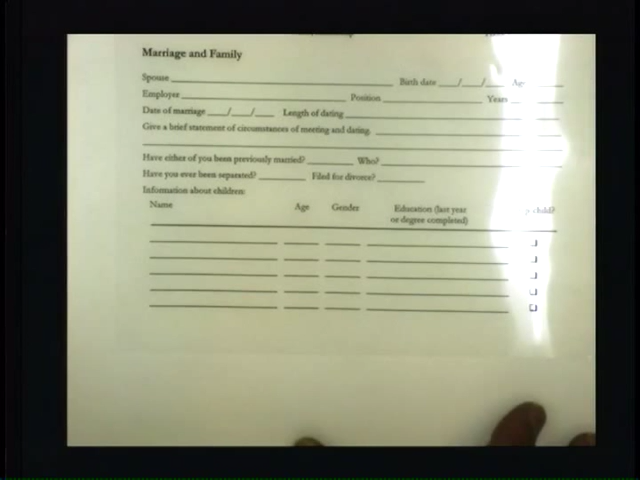 Marriage and Family
Spouse Birth date / / Age
Employer Position Years
Date of marriage / / Length of dating
Give a brief statement of circumstances of meeting and dating.
Have either of you been previously married? Who?
Have you ever been separated? Filed for divorce?
Information about children:
Name Age Gender Education (last year or degree completed) child?